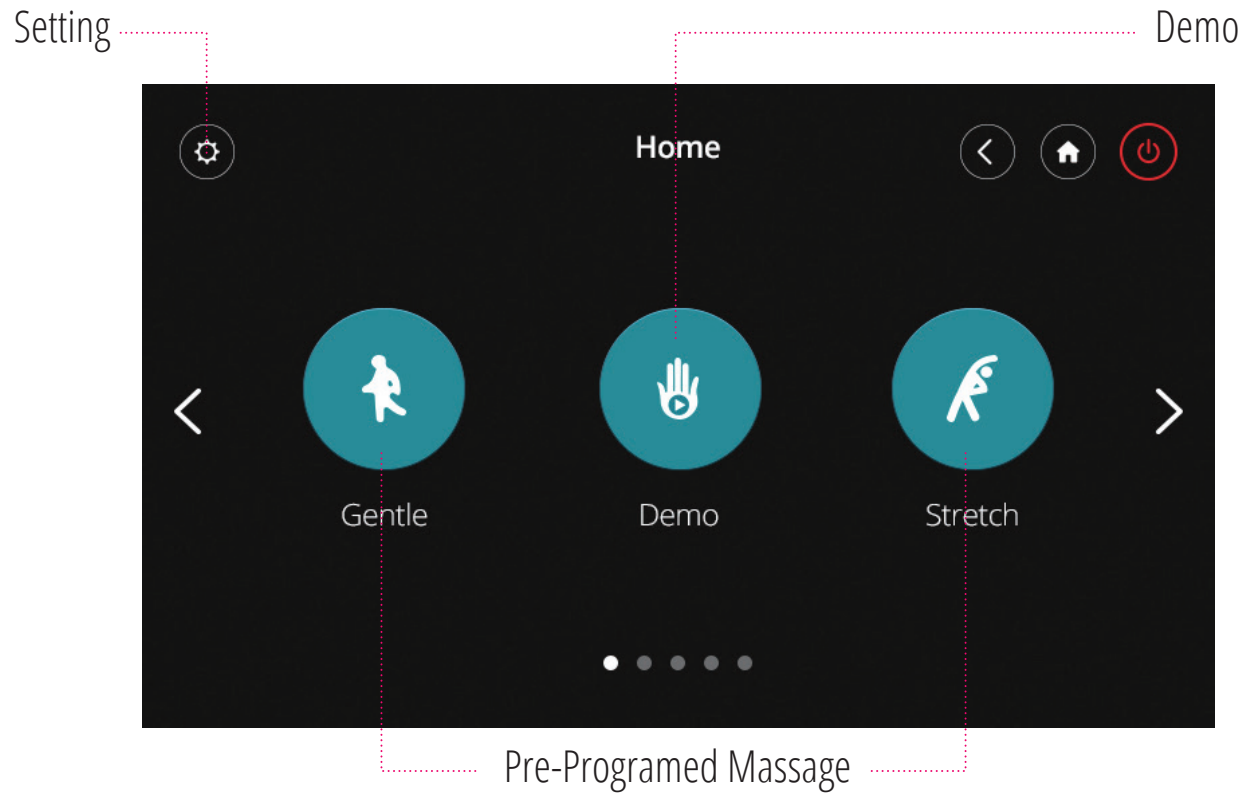 Setting
Demo
Home
Gentle
Demo
Stretch
Pre-Programed Massage